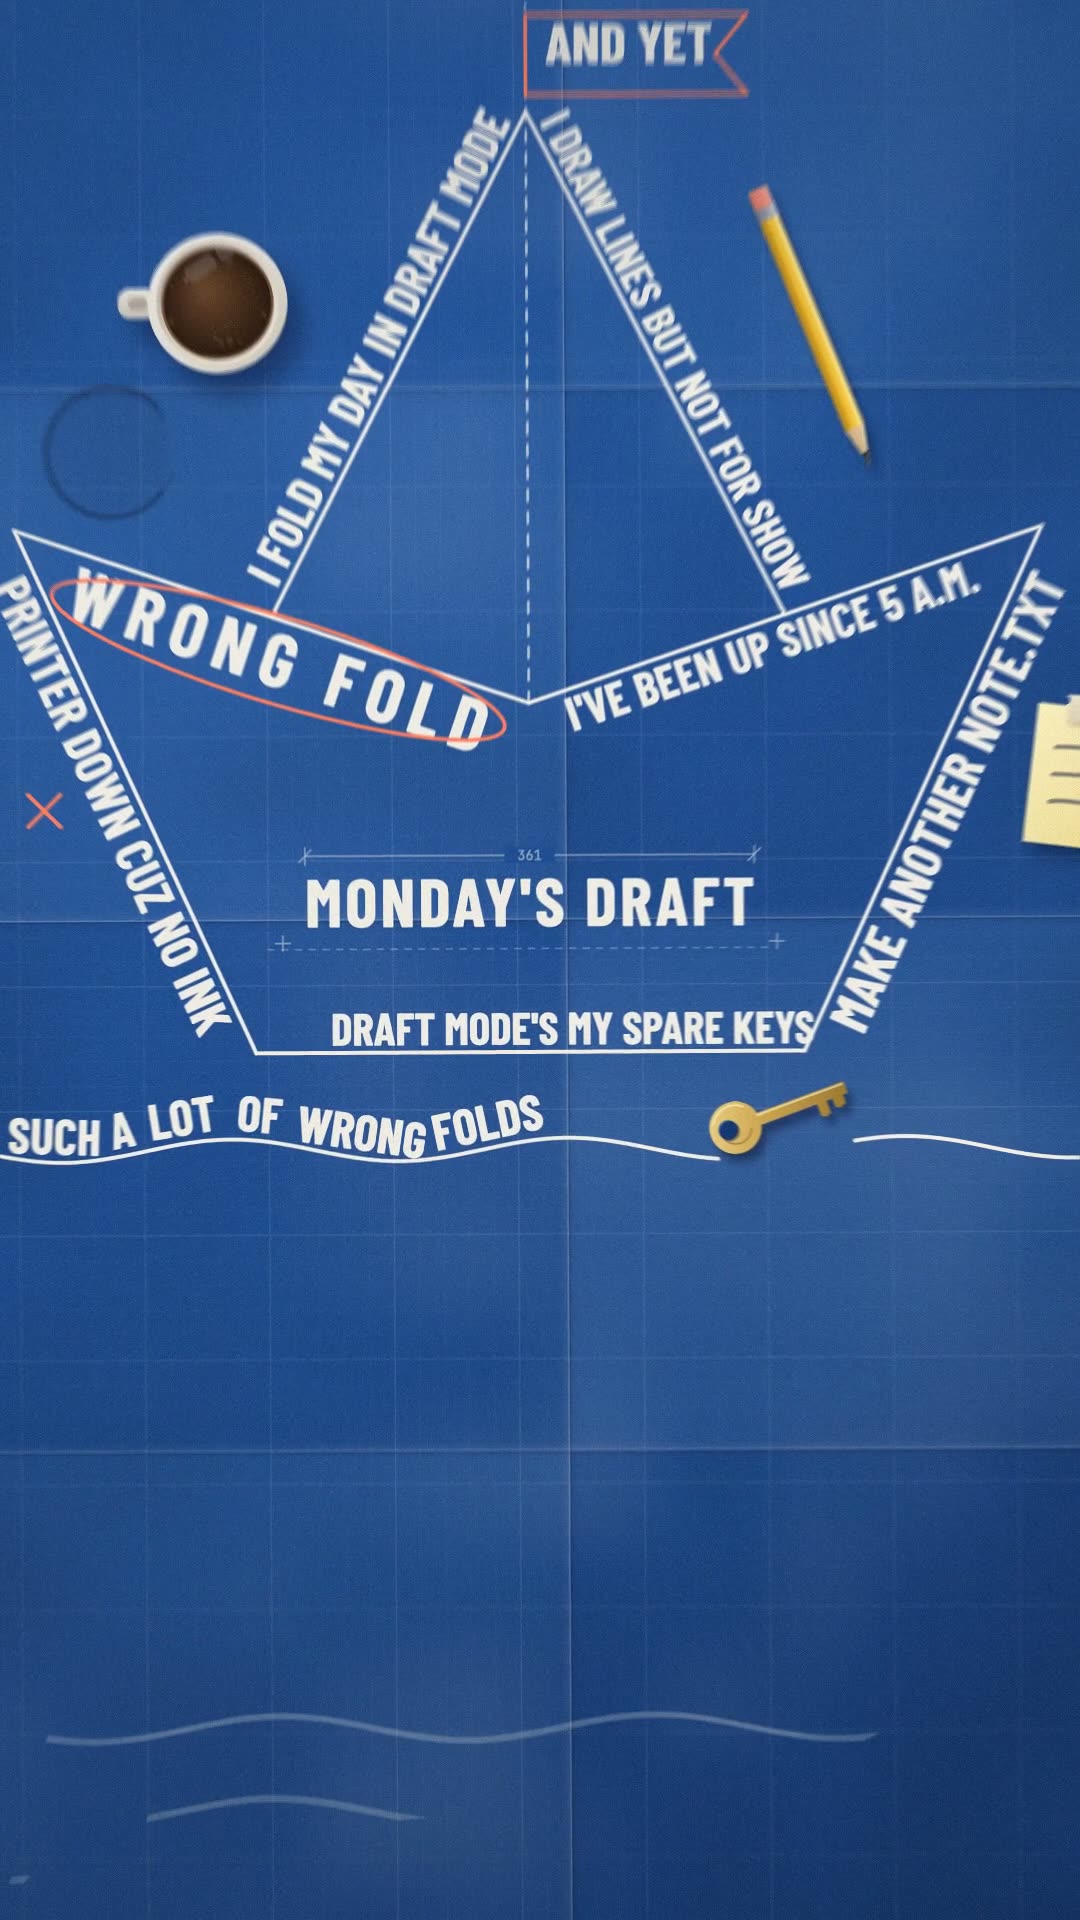 AND YET
I FOLD MY DAY IN DRAFT MODE
I DRAW LINES BUT NOT FOR SHOW
WRONG FOLD
I'VE BEEN UP SINCE 5 A.M.
PRINTER DOWN CUZ NO INK
MAKE ANOTHER NOTE.TXT
361
MONDAY'S DRAFT
DRAFT MODE'S MY SPARE KEYS
SUCH A LOT OF WRONG FOLDS